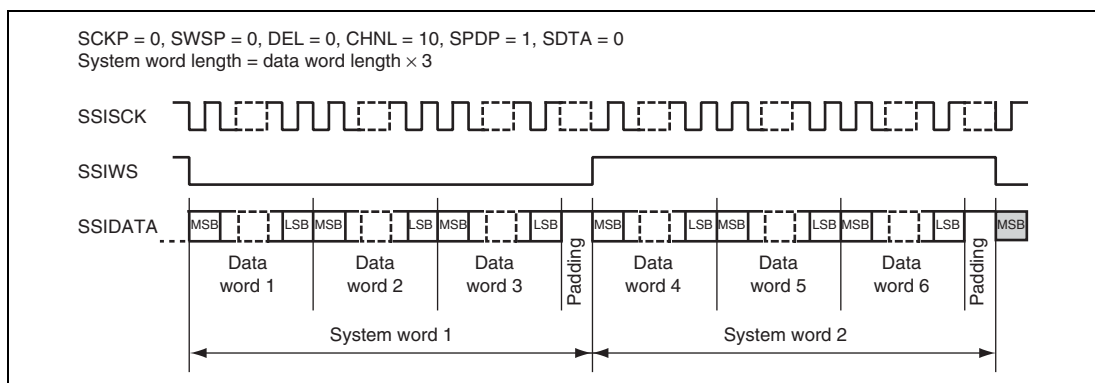 SCKP = 0, SWSP = 0, DEL = 0, CHNL = 10, SPDP = 1, SDTA = 0
System word length = data word length × 3
SSISCK
SSIWS
SSIDATA
MSB LSB MSB LSB MSB LSB MSB LSB MSB LSB MSB LSB MSB
Data word 1
Data word 2
Data word 3
Padding
Data word 4
Data word 5
Data word 6
Padding
System word 1
System word 2